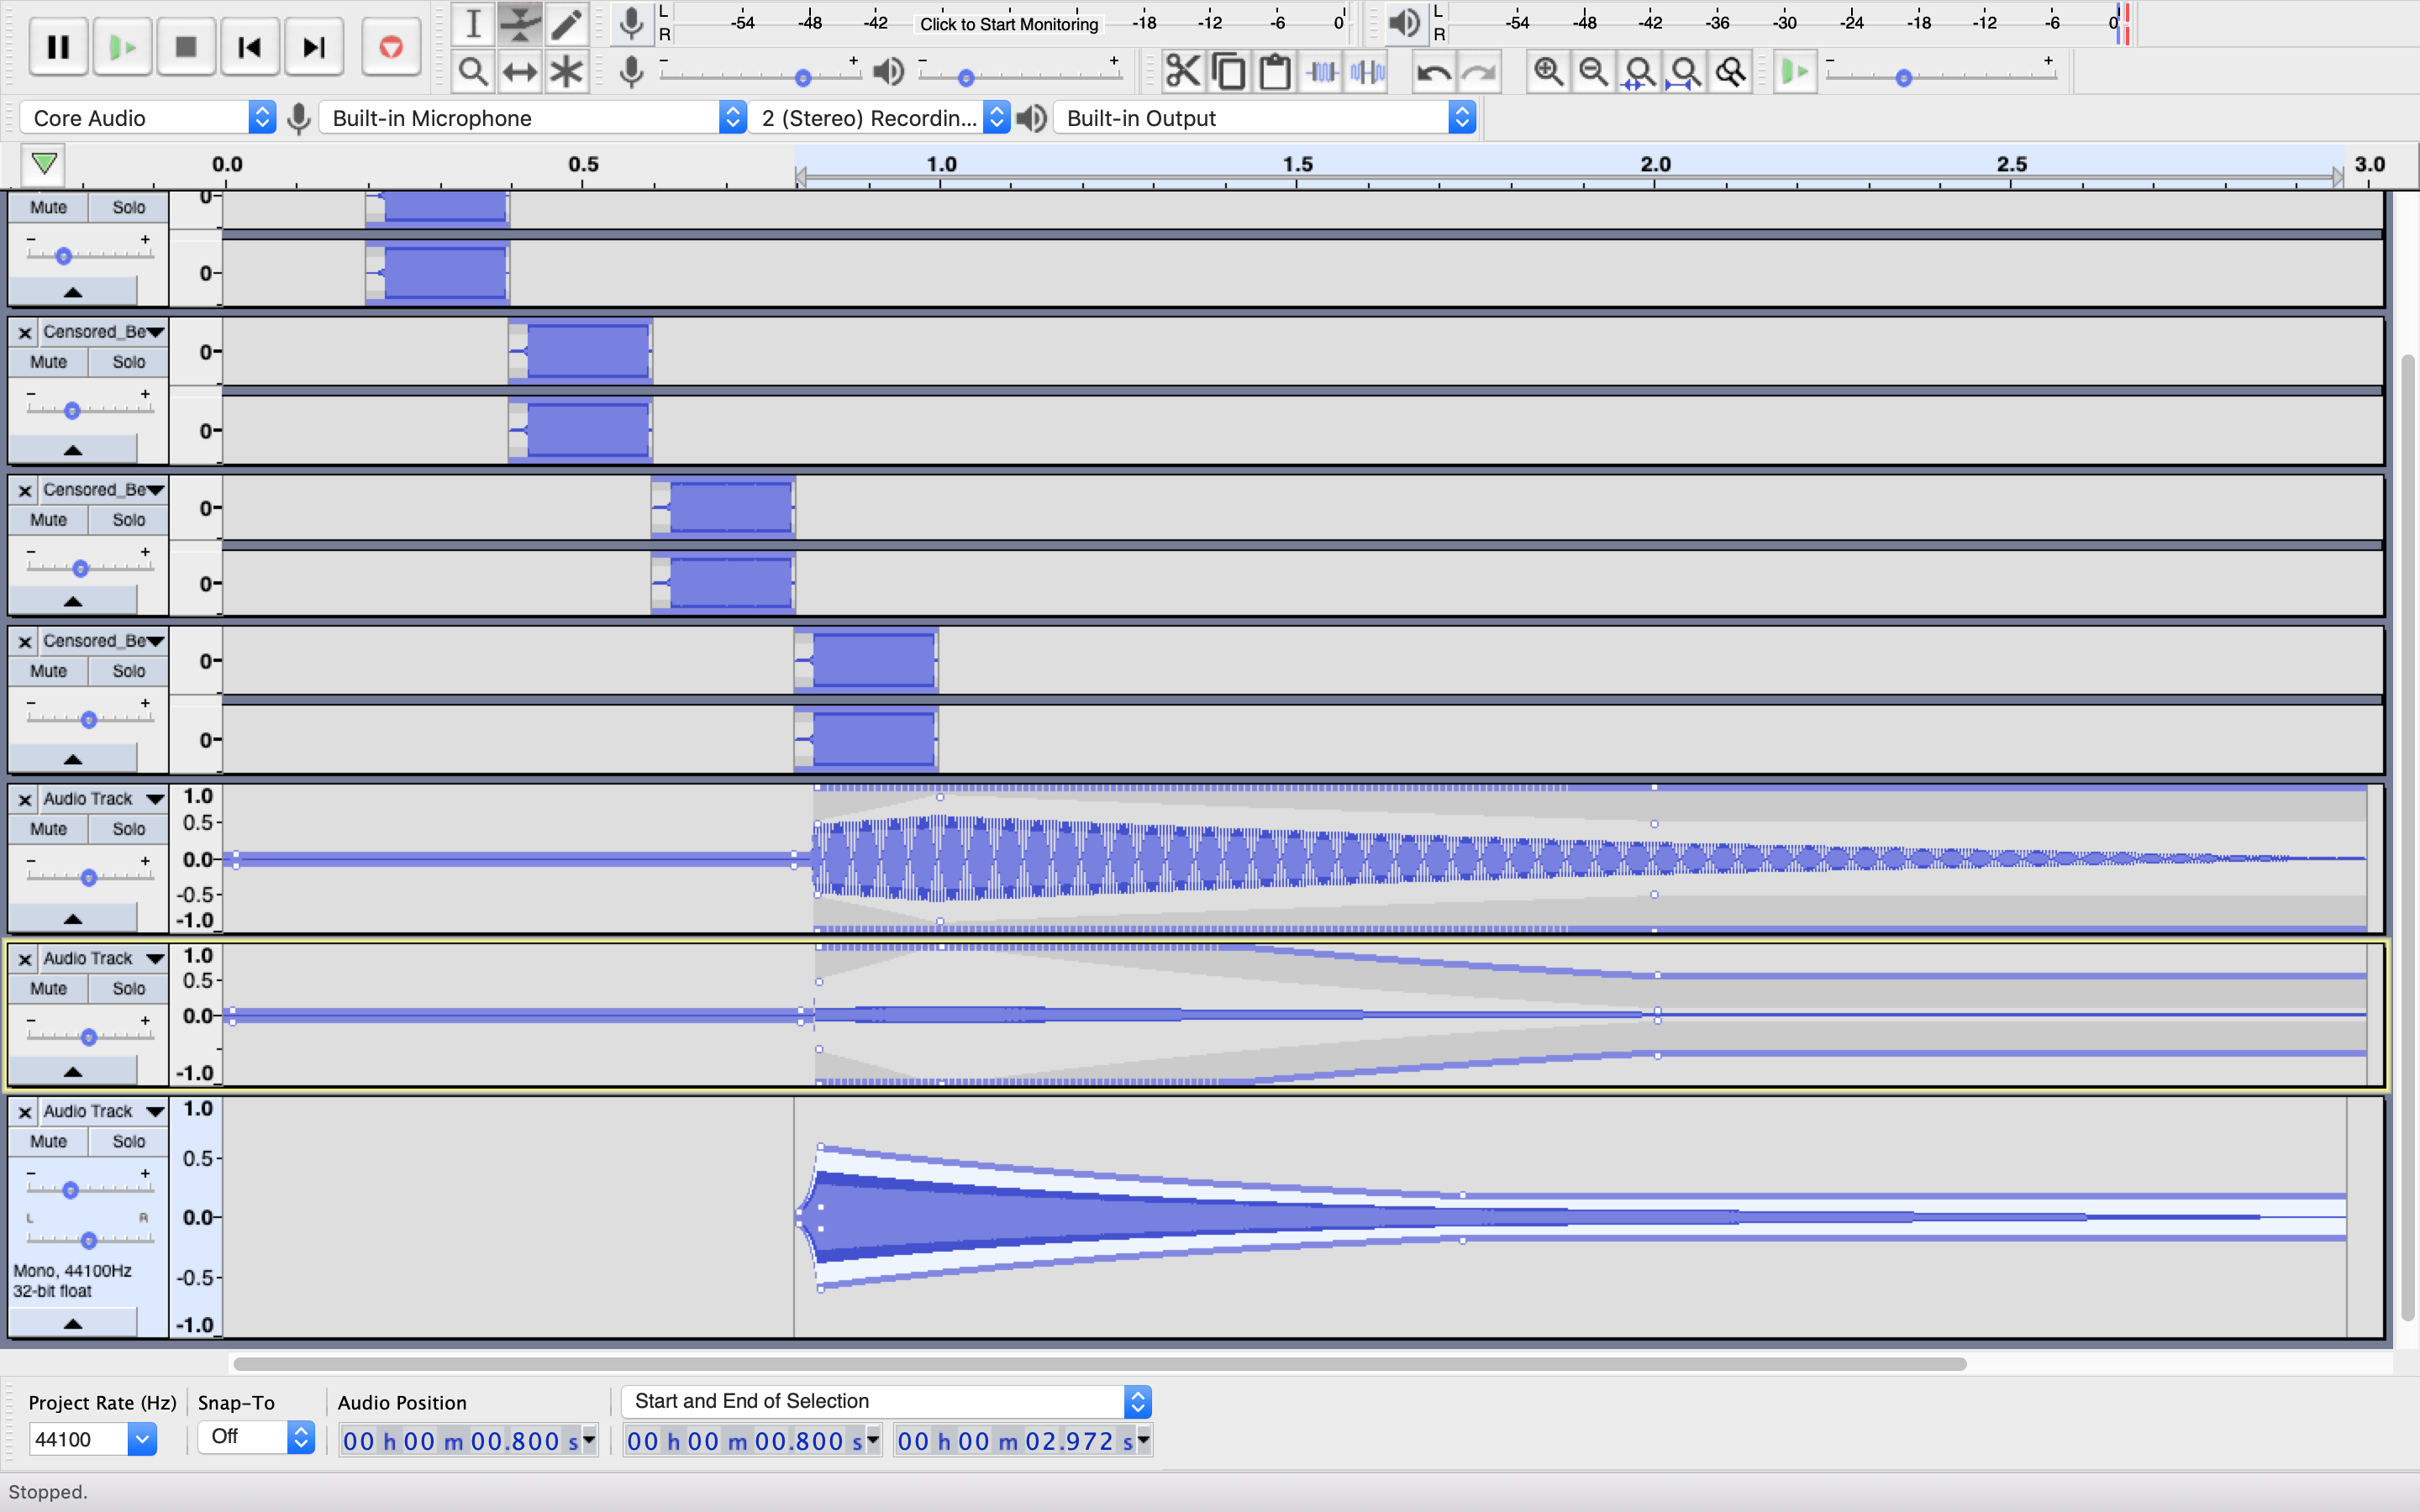 L
R
-54 -48 -42 Click to Start Monitoring -18 -12 -6 0
L
R
-54 -48 -42 -36 -30 -24 -18 -12 -6 0
- +
- +
- +
Core Audio Built-in Microphone 2 (Stereo) Recordin... Built-in Output
0.0 0.5 1.0 1.5 2.0 2.5 3.0
Mute Solo
0
- +
0
Censored_Be
Mute Solo
0
- +
0
Censored_Be
Mute Solo
0
- +
0
Censored_Be
Mute Solo
0
- +
0
Audio Track
Mute Solo
- +
1.0
0.5
0.0
-0.5
-1.0
Audio Track
Mute Solo
- +
1.0
0.5
0.0
-1.0
Audio Track
Mute Solo
- +
L R
Mono, 44100Hz
32-bit float
1.0
0.5
0.0
-0.5
-1.0
Project Rate (Hz) Snap-To Audio Position Start and End of Selection
44100 Off 00 h 00 m 00.800 s 00 h 00 m 00.800 s 00 h 00 m 02.972 s
Stopped.